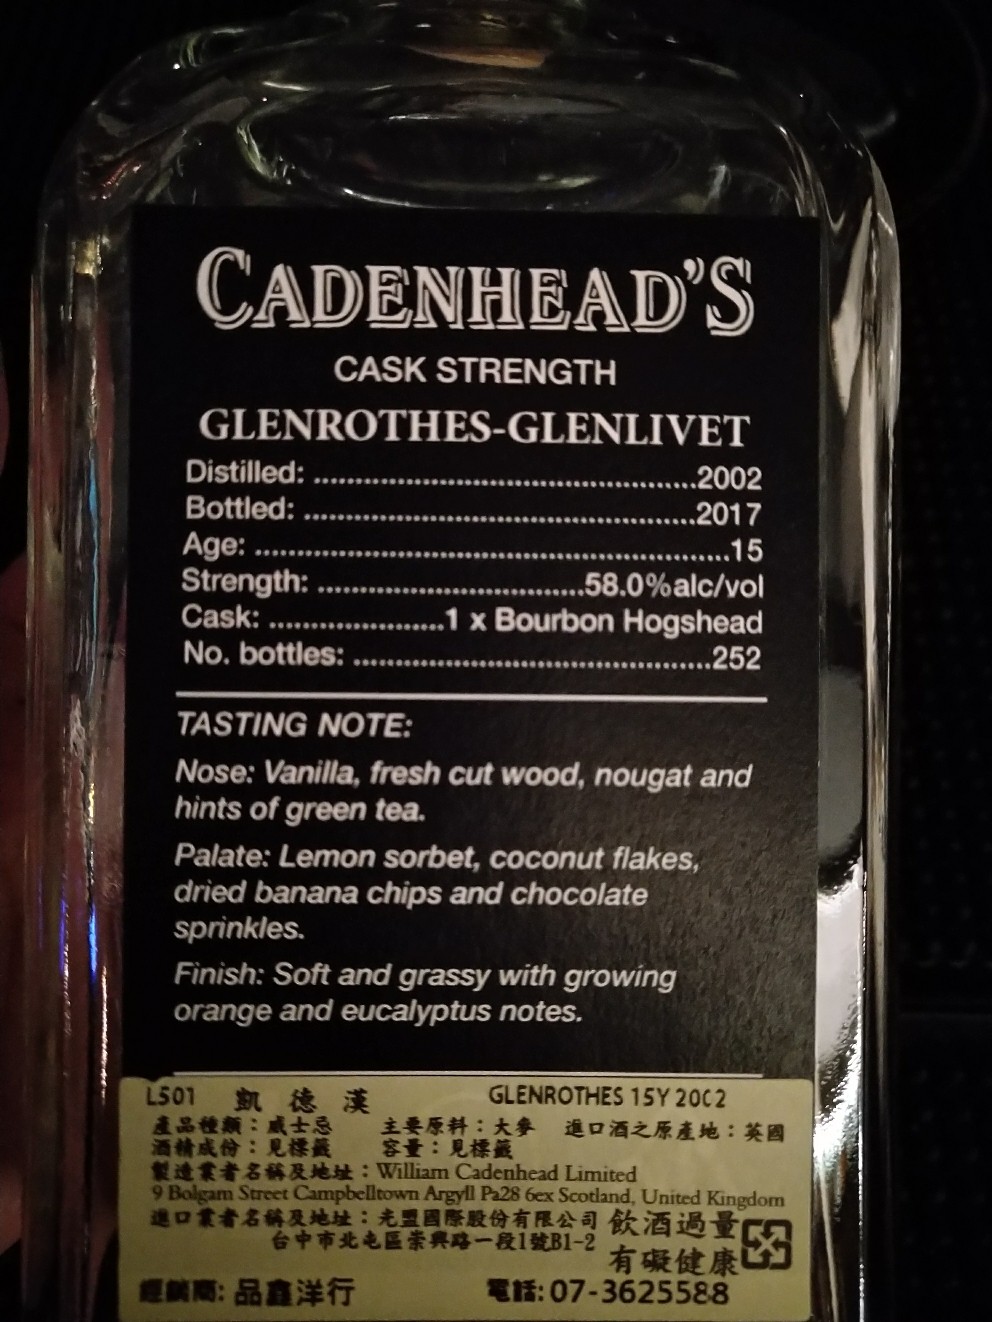 CADENHEAD'S
CASK STRENGTH
GLENROTHES-GLENLIVET
Distilled: ..............................................2002
Bottled: ...............................................2017
Age: .........................................................15
Strength: ................................58.0%alc/vol
Cask: .....................1 x Bourbon Hogshead
No. bottles: ...........................................252
TASTING NOTE:
Nose: Vanilla, fresh cut wood, nougat and
hints of green tea.
Palate: Lemon sorbet, coconut flakes,
dried banana chips and chocolate
sprinkles.
Finish: Soft and grassy with growing
orange and eucalyptus notes.
L501 凱德漢 GLENROTHES 15Y 2002
產品種類：威士忌 主要原料：大麥 進口酒之原產地：英國
酒精成份：見標籤 容量：見標籤
製造業者名稱及地址：William Cadenhead Limited
9 Bolgam Street Campbelltown Argyll Pa28 6ex Scotland, United Kingdom
進口業者名稱及地址：光盟國際股份有限公司
台中市北屯區崇興路一段1號B1-2
飲酒過量
有礙健康
經銷商: 品鑫洋行 電話: 07-3625588